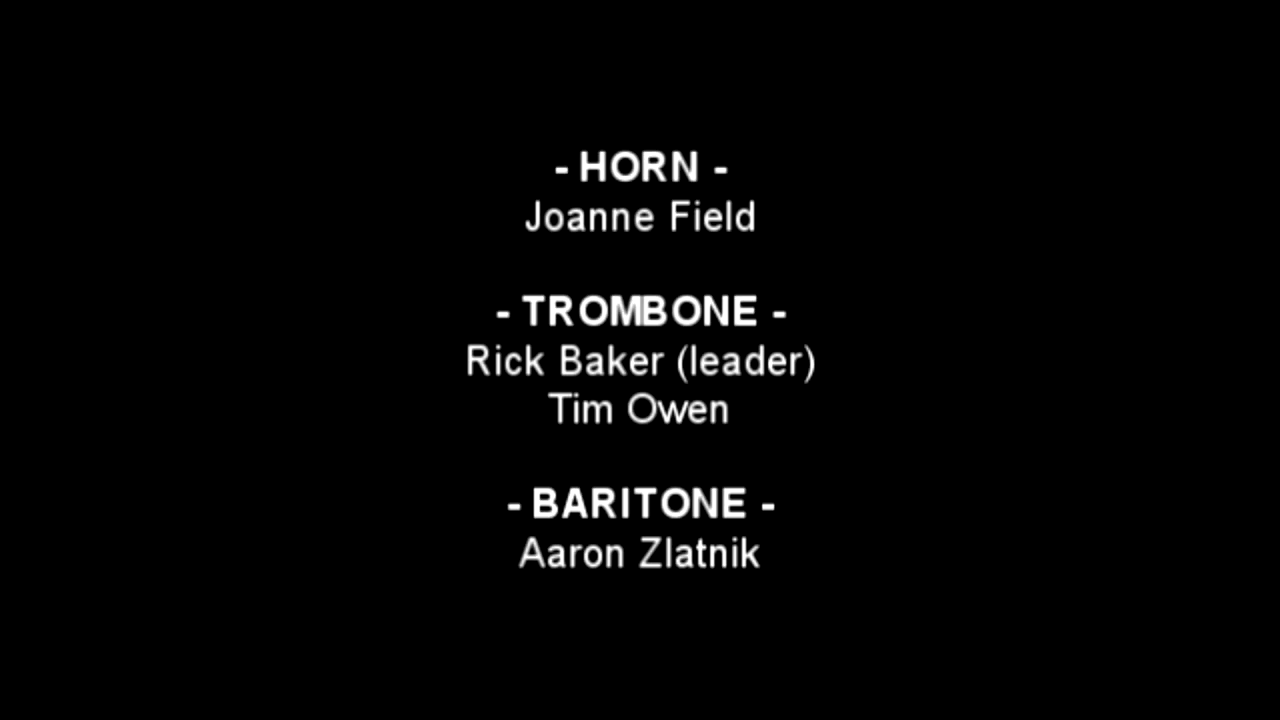 - HORN -
Joanne Field
- TROMBONE -
Rick Baker (leader)
Tim Owen
- BARITONE -
Aaron Zlatnik